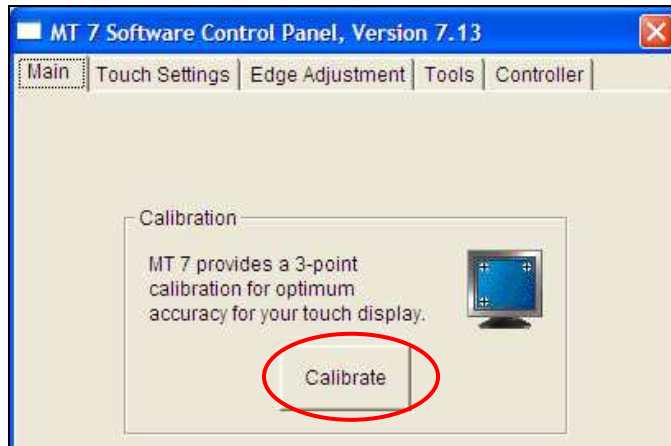 MT 7 Software Control Panel, Version 7.13
Main Touch Settings Edge Adjustment Tools Controller
Calibration
MT 7 provides a 3-point
calibration for optimum
accuracy for your touch display.
Calibrate